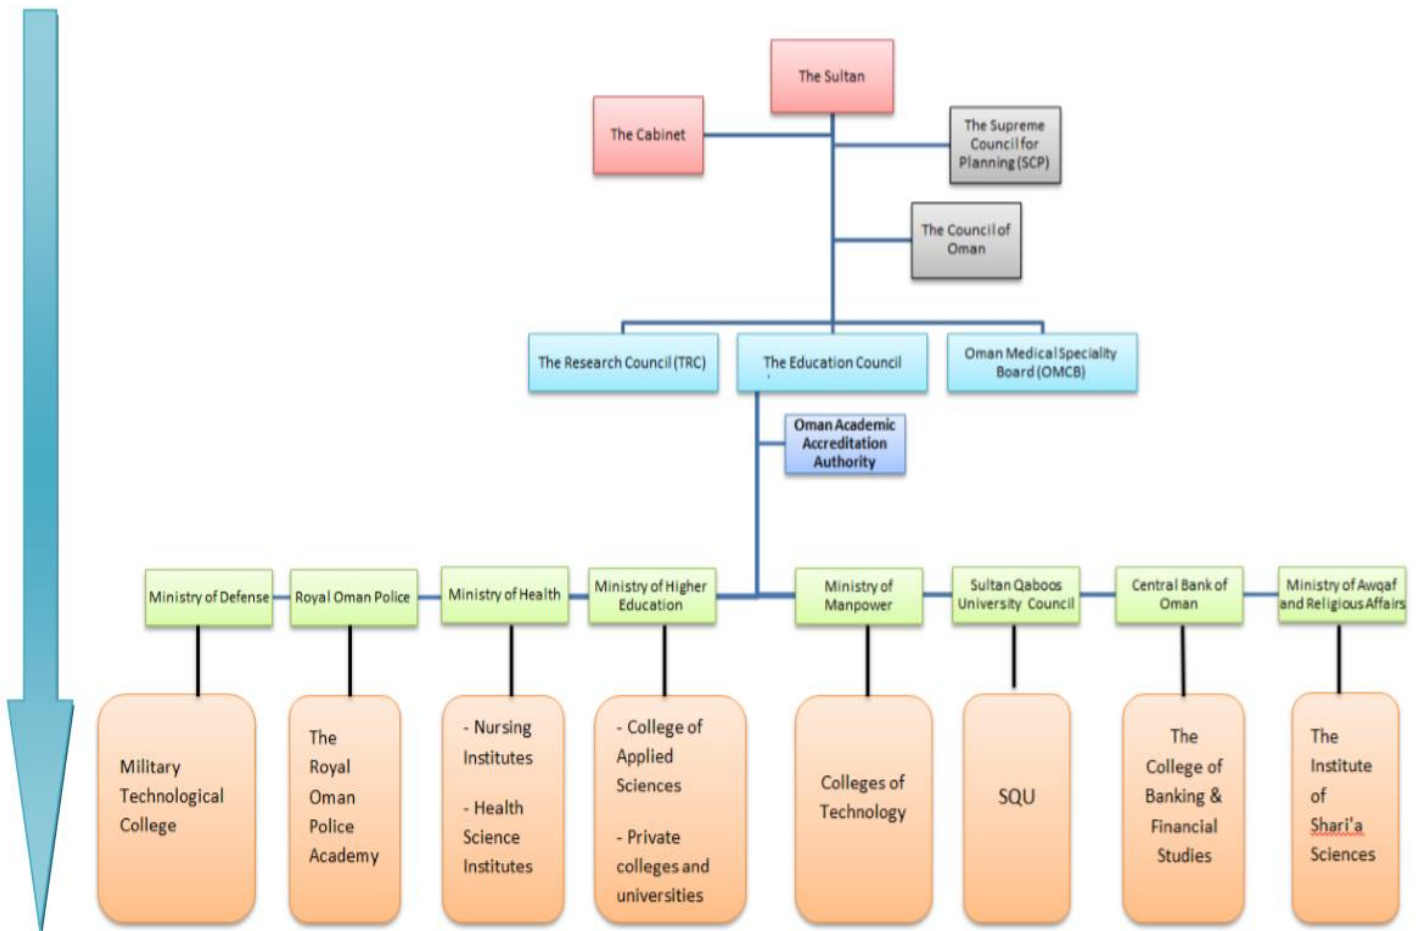 The Sultan
The Cabinet
The Supreme
Council for
Planning (SCP)
The Council of
Oman
The Research Council (TRC)
The Education Council
Oman Medical Speciality
Board (OMCB)
Oman Academic
Accreditation
Authority
Ministry of Defense
Royal Oman Police
Ministry of Health
Ministry of Higher
Education
Ministry of
Manpower
Sultan Qaboos
University Council
Central Bank of
Oman
Ministry of Awqaf
and Religious Affairs
Military
Technological
College
The
Royal
Oman
Police
Academy
- Nursing
Institutes
- Health
Science
Institutes
- College of
Applied
Sciences
- Private
colleges and
universities
Colleges of
Technology
SQU
The
College of
Banking &
Financial
Studies
The
Institute
of
Shari'a
Sciences